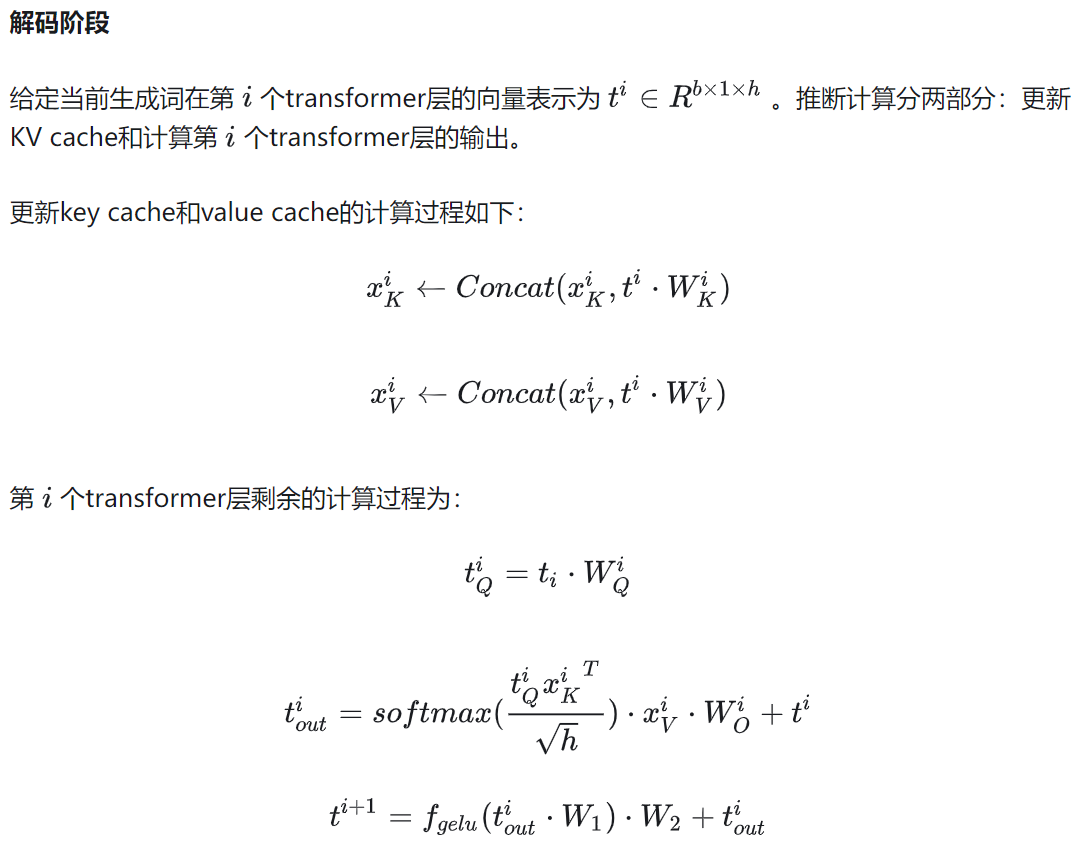 解码阶段
给定当前生成词在第 $i$ 个transformer层的向量表示为 $t^i \in R^{b \times 1 \times h}$ 。推断计算分两部分：更新
KV cache和计算第 $i$ 个transformer层的输出。
更新key cache和value cache的计算过程如下：
$x_K^i \leftarrow Concat(x_K^i, t^i \cdot W_K^i)$
$x_V^i \leftarrow Concat(x_V^i, t^i \cdot W_V^i)$
第 $i$ 个transformer层剩余的计算过程为：
$t_Q^i = t_i \cdot W_Q^i$
$t_{out}^i = softmax(\frac{t_Q^i {x_K^i}^T}{\sqrt{h}}) \cdot x_V^i \cdot W_O^i + t^i$
$t^{i+1} = f_{gelu}(t_{out}^i \cdot W_1) \cdot W_2 + t_{out}^i$